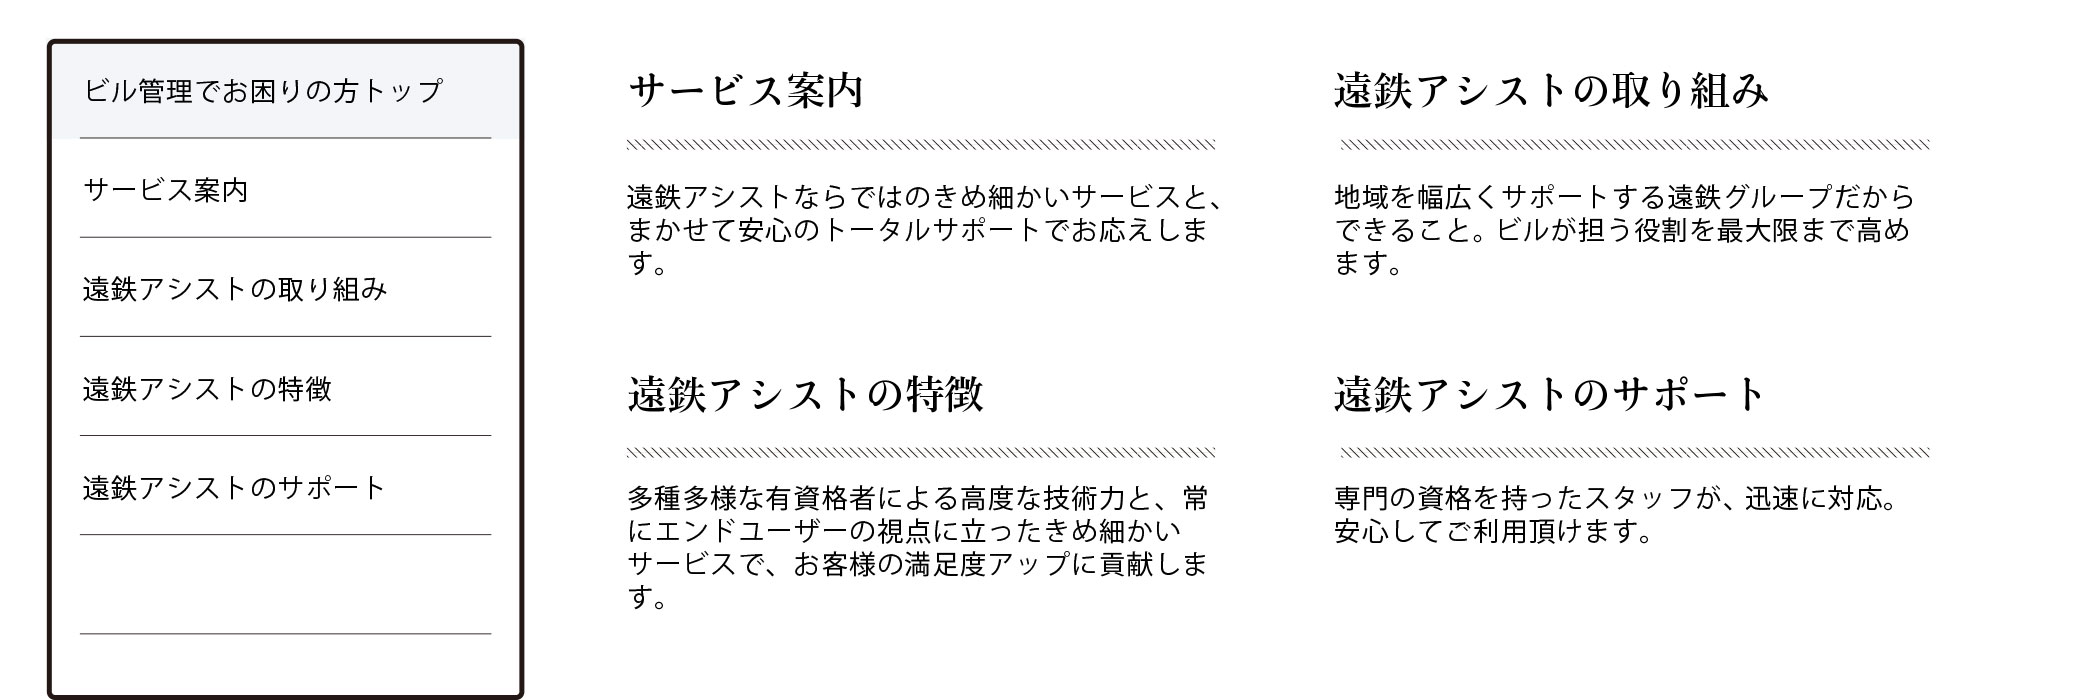 ビル管理でお困りの方トップ
サービス案内
遠鉄アシストの取り組み
遠鉄アシストの特徴
遠鉄アシストのサポート
サービス案内
遠鉄アシストならではのきめ細かいサービスと、
まかせて安心のトータルサポートでお応えしま
す。
遠鉄アシストの取り組み
地域を幅広くサポートする遠鉄グループだから
できること。ビルが担う役割を最大限まで高め
ます。
遠鉄アシストの特徴
多種多様な有資格者による高度な技術力と、常
にエンドユーザーの視点に立ったきめ細かい
サービスで、お客様の満足度アップに貢献しま
す。
遠鉄アシストのサポート
専門の資格を持ったスタッフが、迅速に対応。
安心してご利用頂けます。